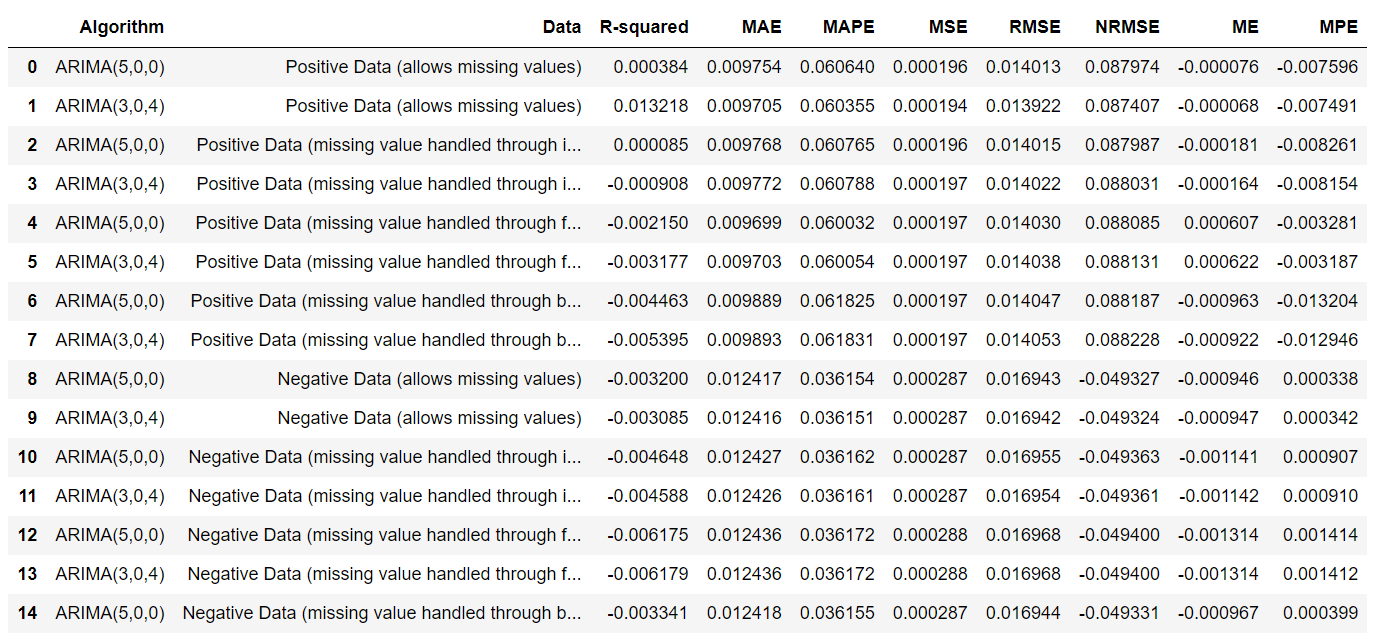 Algorithm Data R-squared MAE MAPE MSE RMSE NRMSE ME MPE
0 ARIMA(5,0,0) Positive Data (allows missing values) 0.000384 0.009754 0.060640 0.000196 0.014013 0.087974 -0.000076 -0.007596
1 ARIMA(3,0,4) Positive Data (allows missing values) 0.013218 0.009705 0.060355 0.000194 0.013922 0.087407 -0.000068 -0.007491
2 ARIMA(5,0,0) Positive Data (missing value handled through i... 0.000085 0.009768 0.060765 0.000196 0.014015 0.087987 -0.000181 -0.008261
3 ARIMA(3,0,4) Positive Data (missing value handled through i... -0.000908 0.009772 0.060788 0.000197 0.014022 0.088031 -0.000164 -0.008154
4 ARIMA(5,0,0) Positive Data (missing value handled through f... -0.002150 0.009699 0.060032 0.000197 0.014030 0.088085 0.000607 -0.003281
5 ARIMA(3,0,4) Positive Data (missing value handled through f... -0.003177 0.009703 0.060054 0.000197 0.014038 0.088131 0.000622 -0.003187
6 ARIMA(5,0,0) Positive Data (missing value handled through b... -0.004463 0.009889 0.061825 0.000197 0.014047 0.088187 -0.000963 -0.013204
7 ARIMA(3,0,4) Positive Data (missing value handled through b... -0.005395 0.009893 0.061831 0.000197 0.014053 0.088228 -0.000922 -0.012946
8 ARIMA(5,0,0) Negative Data (allows missing values) -0.003200 0.012417 0.036154 0.000287 0.016943 -0.049327 -0.000946 0.000338
9 ARIMA(3,0,4) Negative Data (allows missing values) -0.003085 0.012416 0.036151 0.000287 0.016942 -0.049324 -0.000947 0.000342
10 ARIMA(5,0,0) Negative Data (missing value handled through i... -0.004648 0.012427 0.036162 0.000287 0.016955 -0.049363 -0.001141 0.000907
11 ARIMA(3,0,4) Negative Data (missing value handled through i... -0.004588 0.012426 0.036161 0.000287 0.016954 -0.049361 -0.001142 0.000910
12 ARIMA(5,0,0) Negative Data (missing value handled through f... -0.006175 0.012436 0.036172 0.000288 0.016968 -0.049400 -0.001314 0.001414
13 ARIMA(3,0,4) Negative Data (missing value handled through f... -0.006179 0.012436 0.036172 0.000288 0.016968 -0.049400 -0.001314 0.001412
14 ARIMA(5,0,0) Negative Data (missing value handled through b... -0.003341 0.012418 0.036155 0.000287 0.016944 -0.049331 -0.000967 0.000399